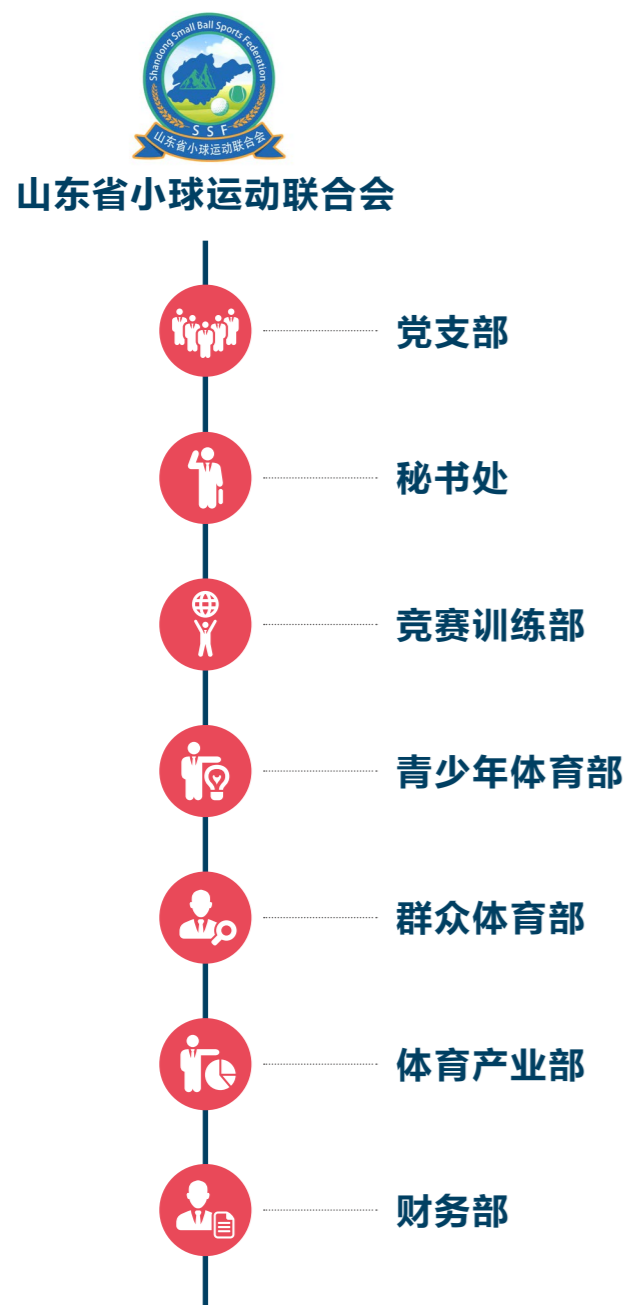 Shandong Small Ball Sports Federation
SSF
山东省小球运动联合会
山东省小球运动联合会
党支部
秘书处
竞赛训练部
青少年体育部
群众体育部
体育产业部
财务部